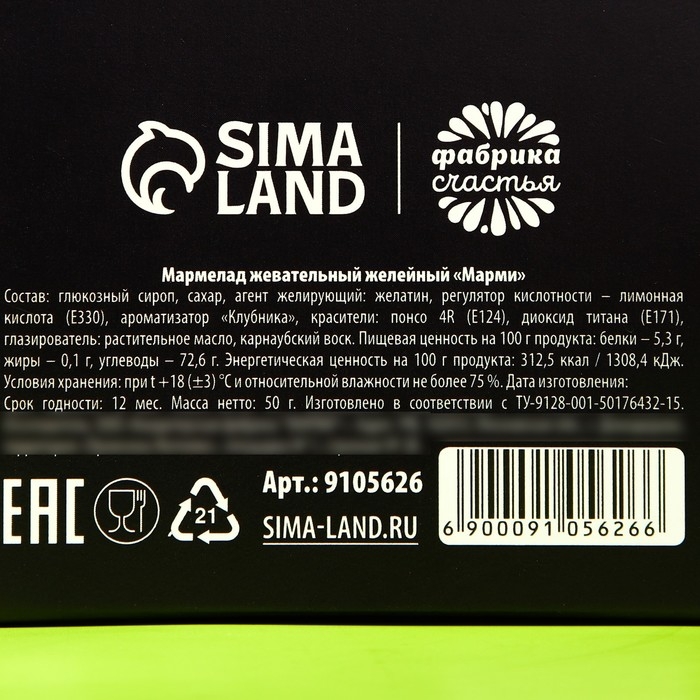 SIMA
LAND
фабрика
счастья
Мармелад жевательный желейный «Марми»
Состав: глюкозный сироп, сахар, агент желирующий: желатин, регулятор кислотности – лимонная
кислота (Е330), ароматизатор «Клубника», красители: понсо 4R (Е124), диоксид титана (Е171),
глазирователь: растительное масло, карнаубский воск. Пищевая ценность на 100 г продукта: белки – 5,3 г,
жиры – 0,1 г, углеводы – 72,6 г. Энергетическая ценность на 100 г продукта: 312,5 ккал / 1308,4 кДж.
Условия хранения: при t +18 (±3) °С и относительной влажности не более 75 %. Дата изготовления:
Срок годности: 12 мес. Масса нетто: 50 г. Изготовлено в соответствии с ТУ-9128-001-50176432-15.
EAC
21
Арт.: 9105626
SIMA-LAND.RU
6 900091 056266